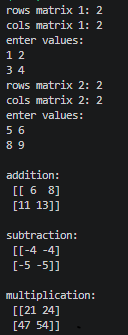 rows matrix 1: 2
cols matrix 1: 2
enter values:
1 2
3 4
rows matrix 2: 2
cols matrix 2: 2
enter values:
5 6
8 9
addition:
[[ 6  8]
[11 13]]
subtraction:
[[-4 -4]
[-5 -5]]
multiplication:
[[21 24]
[47 54]]